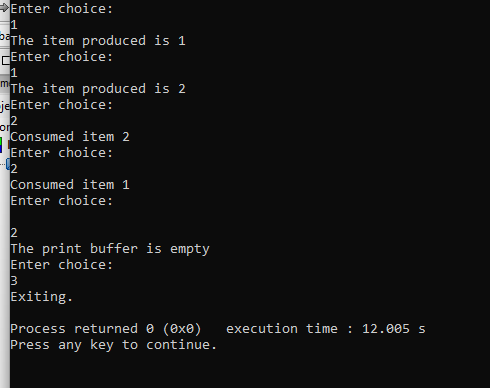 Enter choice:
1
The item produced is 1
Enter choice:
1
The item produced is 2
Enter choice:
2
Consumed item 2
Enter choice:
2
Consumed item 1
Enter choice:
2
The print buffer is empty
Enter choice:
3
Exiting.
Process returned 0 (0x0)   execution time : 12.005 s
Press any key to continue.